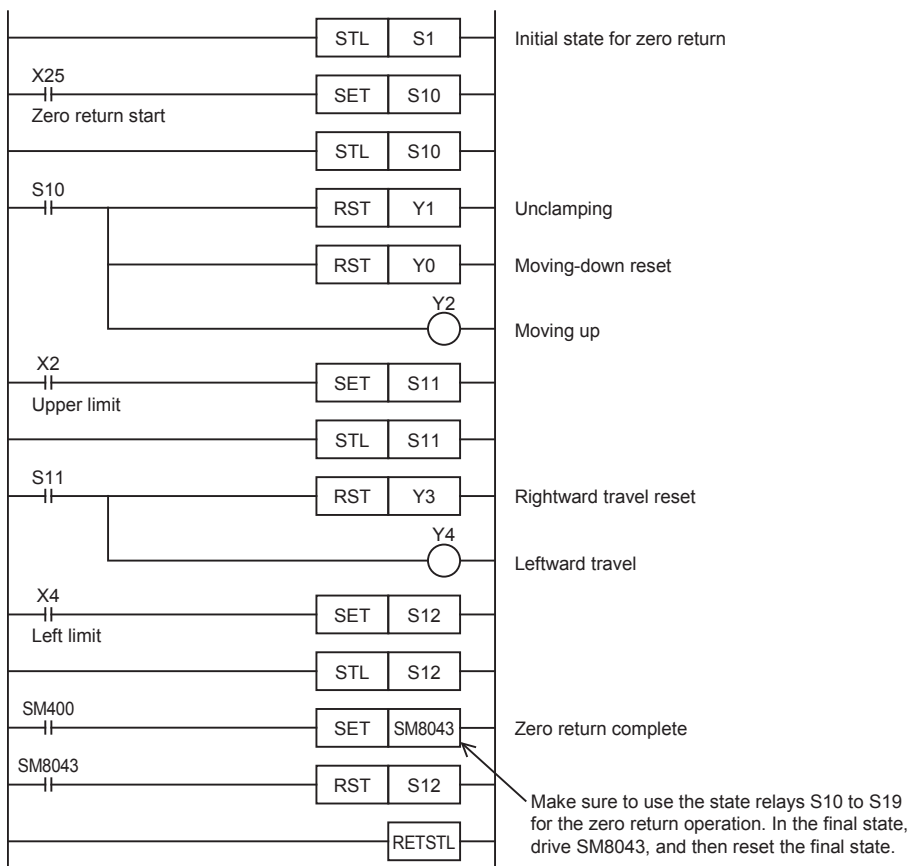 STL S1 Initial state for zero return
X25
SET S10
Zero return start
STL S10
S10
RST Y1 Unclamping
RST Y0 Moving-down reset
Y2
Moving up
X2
SET S11
Upper limit
STL S11
S11
RST Y3 Rightward travel reset
Y4
Leftward travel
X4
SET S12
Left limit
STL S12
SM400
SET SM8043 Zero return complete
SM8043
RST S12
Make sure to use the state relays S10 to S19
for the zero return operation. In the final state,
drive SM8043, and then reset the final state.
RETSTL